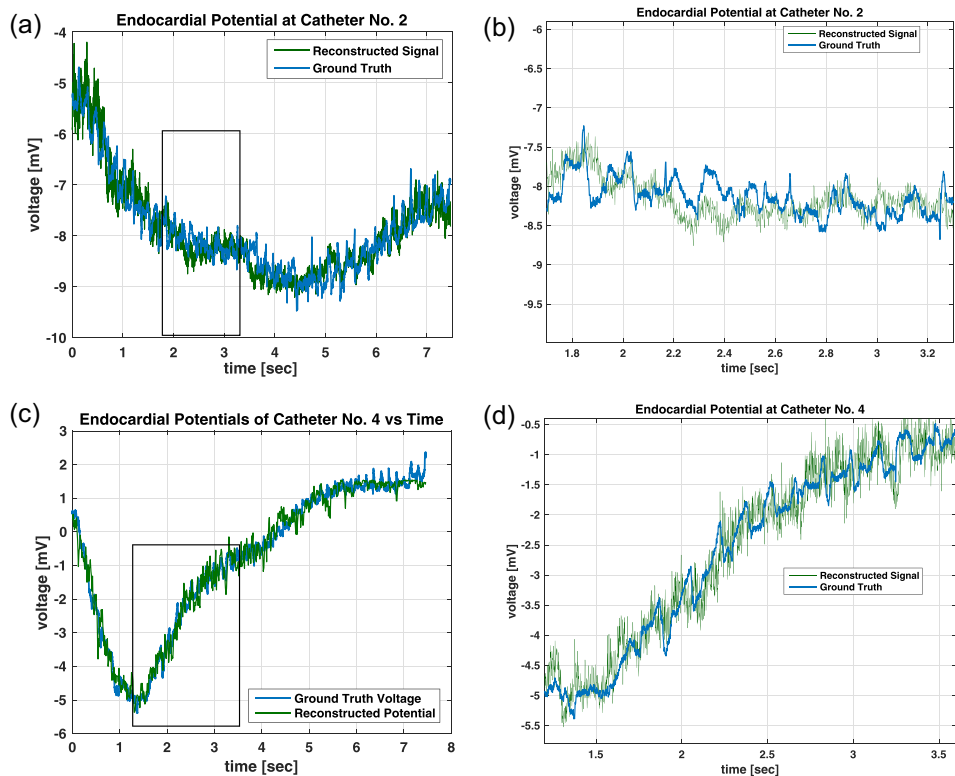 (a)
Endocardial Potential at Catheter No. 2
-4
-5
-6
-7
-8
-9
-10
voltage [mV]
Reconstructed Signal
Ground Truth
0 1 2 3 4 5 6 7
time [sec]
(b)
Endocardial Potential at Catheter No. 2
-6
-6.5
-7
-7.5
-8
-8.5
-9
-9.5
voltage [mV]
Reconstructed Signal
Ground Truth
1.8 2 2.2 2.4 2.6 2.8 3 3.2
time [sec]
(c)
Endocardial Potentials of Catheter No. 4 vs Time
3
2
1
0
-1
-2
-3
-4
-5
-6
voltage [mV]
Ground Truth Voltage
Reconstructed Potential
0 1 2 3 4 5 6 7 8
time [sec]
(d)
Endocardial Potential at Catheter No. 4
-0.5
-1
-1.5
-2
-2.5
-3
-3.5
-4
-4.5
-5
-5.5
voltage [mV]
Reconstructed Signal
Ground Truth
1.5 2 2.5 3 3.5
time [sec]